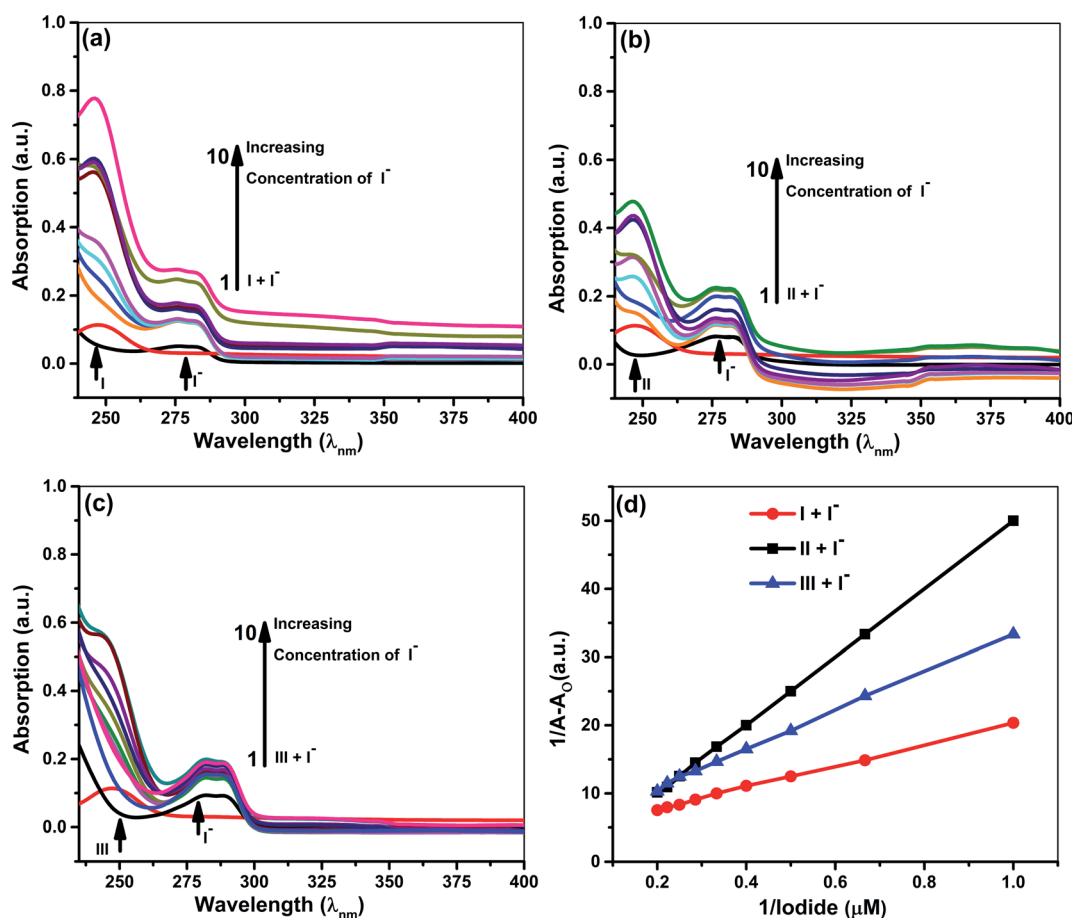 (a)
Absorption (a.u.)
1.0
0.8
0.6
0.4
0.2
0.0
10
Increasing
Concentration of I⁻
1
I + I⁻
I
I⁻
250 275 300 325 350 375 400
Wavelength (λnm)
(b)
Absorption (a.u.)
1.0
0.8
0.6
0.4
0.2
0.0
10
Increasing
Concentration of I⁻
1
II + I⁻
II
I⁻
250 275 300 325 350 375 400
Wavelength (λnm)
(c)
Absorption (a.u.)
1.0
0.8
0.6
0.4
0.2
0.0
10
Increasing
Concentration of I⁻
1
III + I⁻
III
I⁻
250 275 300 325 350 375 400
Wavelength (λnm)
(d)
1/A-AO(a.u.)
50
40
30
20
10
0
I + I⁻
II + I⁻
III + I⁻
0.2 0.4 0.6 0.8 1.0
1/Iodide (μM)